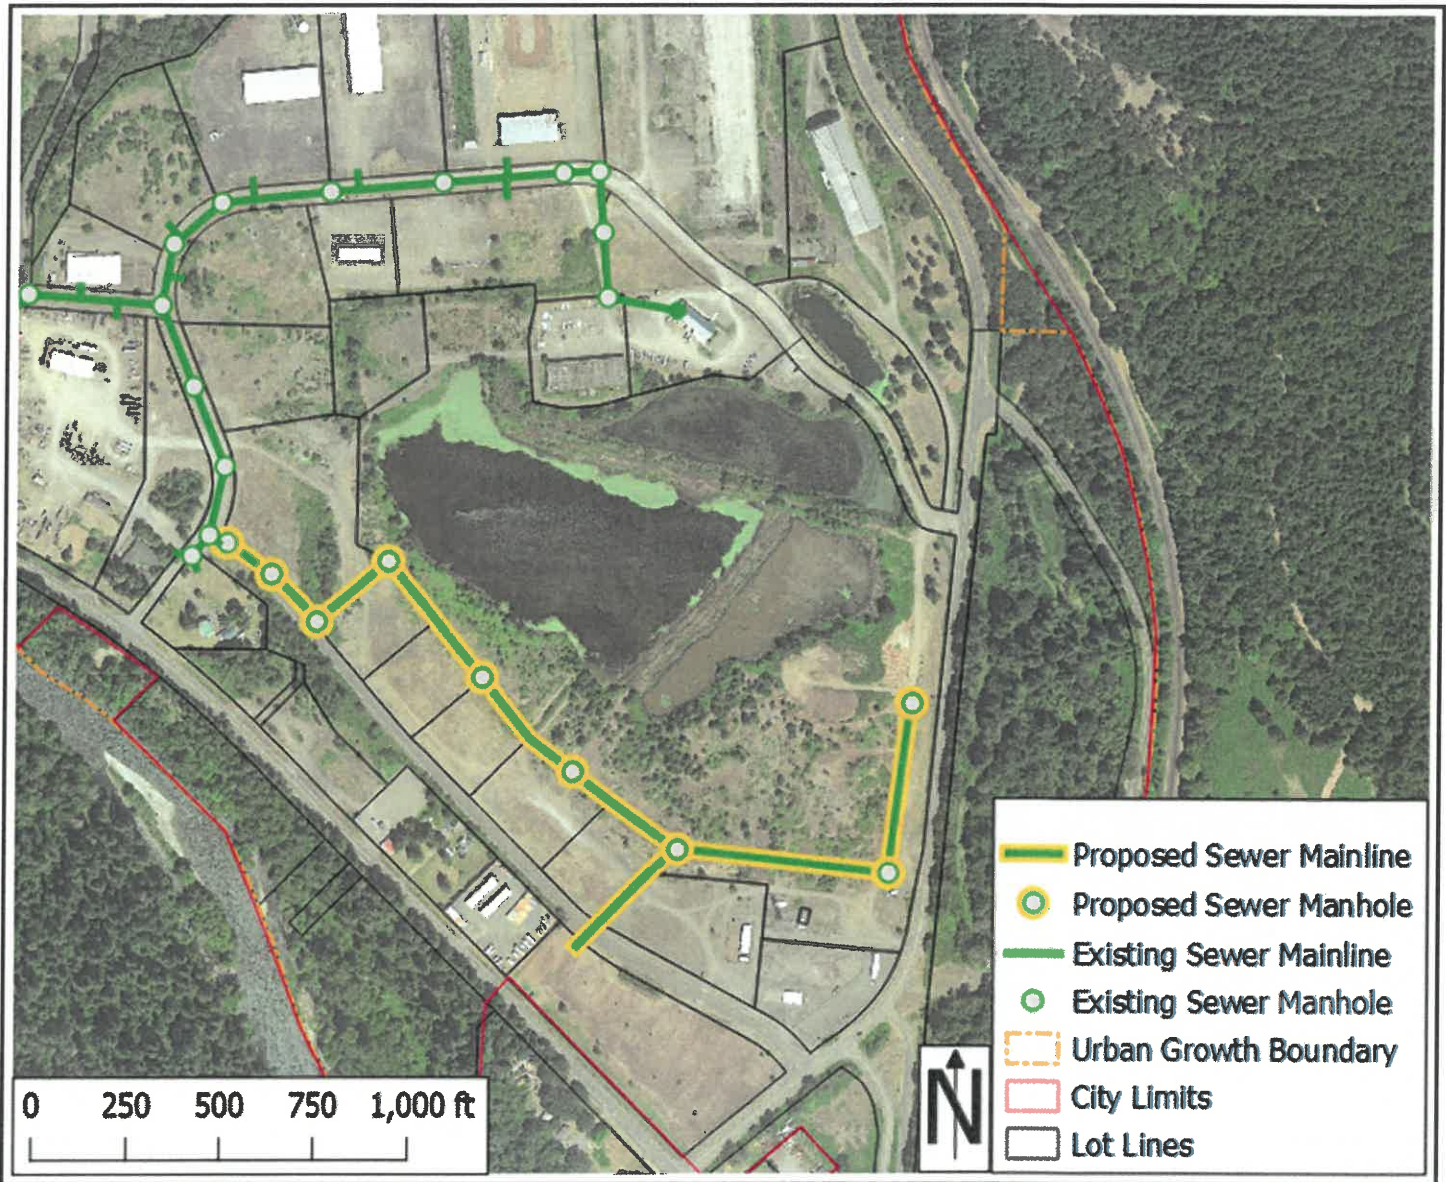 Proposed Sewer Mainline
Proposed Sewer Manhole
Existing Sewer Mainline
Existing Sewer Manhole
Urban Growth Boundary
City Limits
Lot Lines
N
0 250 500 750 1,000 ft